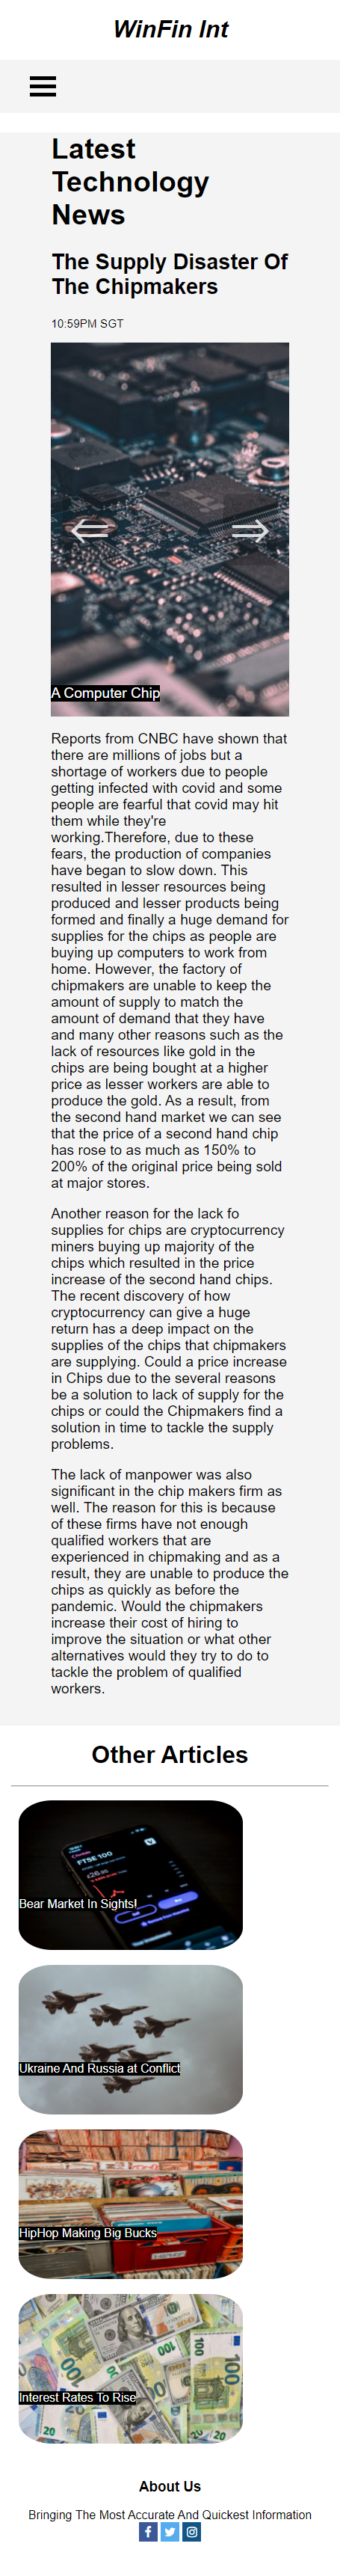 WinFin Int
Latest
Technology
News
The Supply Disaster Of
The Chipmakers
10:59PM SGT
A Computer Chip
Reports from CNBC have shown that
there are millions of jobs but a
shortage of workers due to people
getting infected with covid and some
people are fearful that covid may hit
them while they're
working.Therefore, due to these
fears, the production of companies
have began to slow down. This
resulted in lesser resources being
produced and lesser products being
formed and finally a huge demand for
supplies for the chips as people are
buying up computers to work from
home. However, the factory of
chipmakers are unable to keep the
amount of supply to match the
amount of demand that they have
and many other reasons such as the
lack of resources like gold in the
chips are being bought at a higher
price as lesser workers are able to
produce the gold. As a result, from
the second hand market we can see
that the price of a second hand chip
has rose to as much as 150% to
200% of the original price being sold
at major stores.
Another reason for the lack fo
supplies for chips are cryptocurrency
miners buying up majority of the
chips which resulted in the price
increase of the second hand chips.
The recent discovery of how
cryptocurrency can give a huge
return has a deep impact on the
supplies of the chips that chipmakers
are supplying. Could a price increase
in Chips due to the several reasons
be a solution to lack of supply for the
chips or could the Chipmakers find a
solution in time to tackle the supply
problems.
The lack of manpower was also
significant in the chip makers firm as
well. The reason for this is because
of these firms have not enough
qualified workers that are
experienced in chipmaking and as a
result, they are unable to produce the
chips as quickly as before the
pandemic. Would the chipmakers
increase their cost of hiring to
improve the situation or what other
alternatives would they try to do to
tackle the problem of qualified
workers.
Other Articles
FTSE 100
Bear Market In Sights!
Ukraine And Russia at Conflict
HipHop Making Big Bucks
100
100
100
20
20
20
Interest Rates To Rise
About Us
Bringing The Most Accurate And Quickest Information